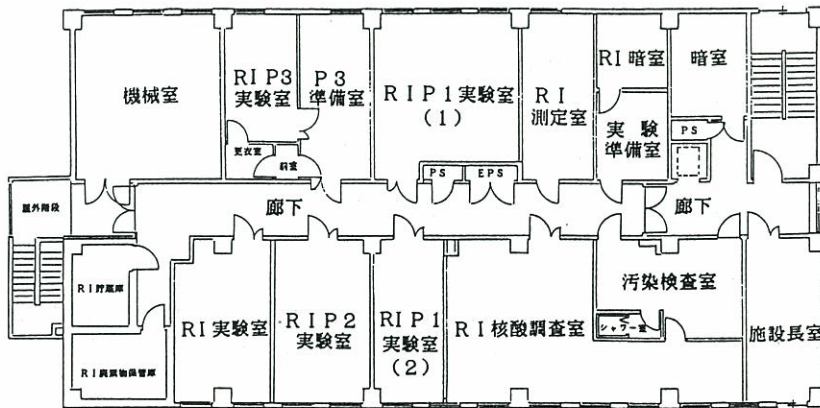 機械室
RIP3
実験室
P3
準備室
RIP1実験室
(1)
RI
測定室
RI暗室
暗室
実験
準備室
PS
更衣室
前室
PS
EPS
屋外階段
廊下
廊下
RI貯蔵庫
RI廃棄物保管庫
RI実験室
RIP2
実験室
RIP1
実験室
(2)
RI核酸調査室
汚染検査室
シャワー室
施設長室